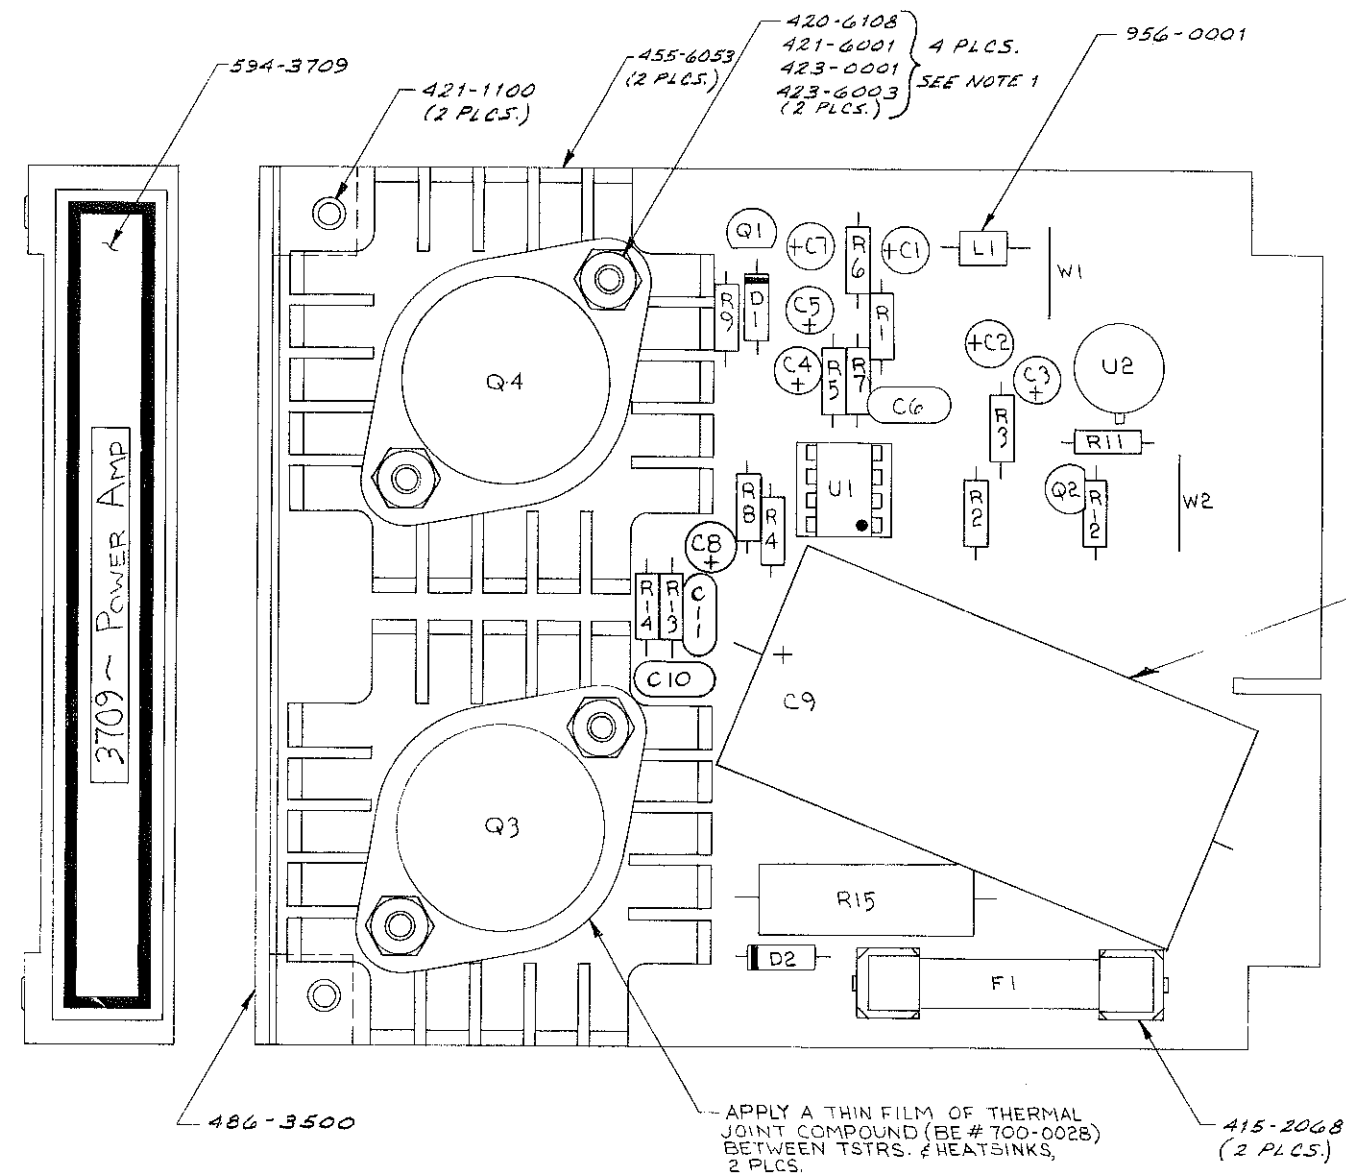 594-3709
421-1100
(2 PLCS.)
455-6053
(2 PLCS.)
420-6108
421-6001
423-0001
423-6003
(2 PLCS.)
4 PLCS.
SEE NOTE 1
956-0001
3709~ POWER AMP
Q4
Q1
+C7
R6
+C1
L1
W1
R9
D1
C5
+
R1
+C2
C4
+
R5
R7
C6
C3
+
U2
R3
R11
U1
R8
R4
R2
Q2
R12
W2
C8
+
R14
R13
C11
C10
+
C9
Q3
R15
D2
F1
486-3500
APPLY A THIN FILM OF THERMAL
JOINT COMPOUND (BE # 700-0028)
BETWEEN TSTRS. & HEATSINKS,
2 PLCS.
415-2068
(2 PLCS.)